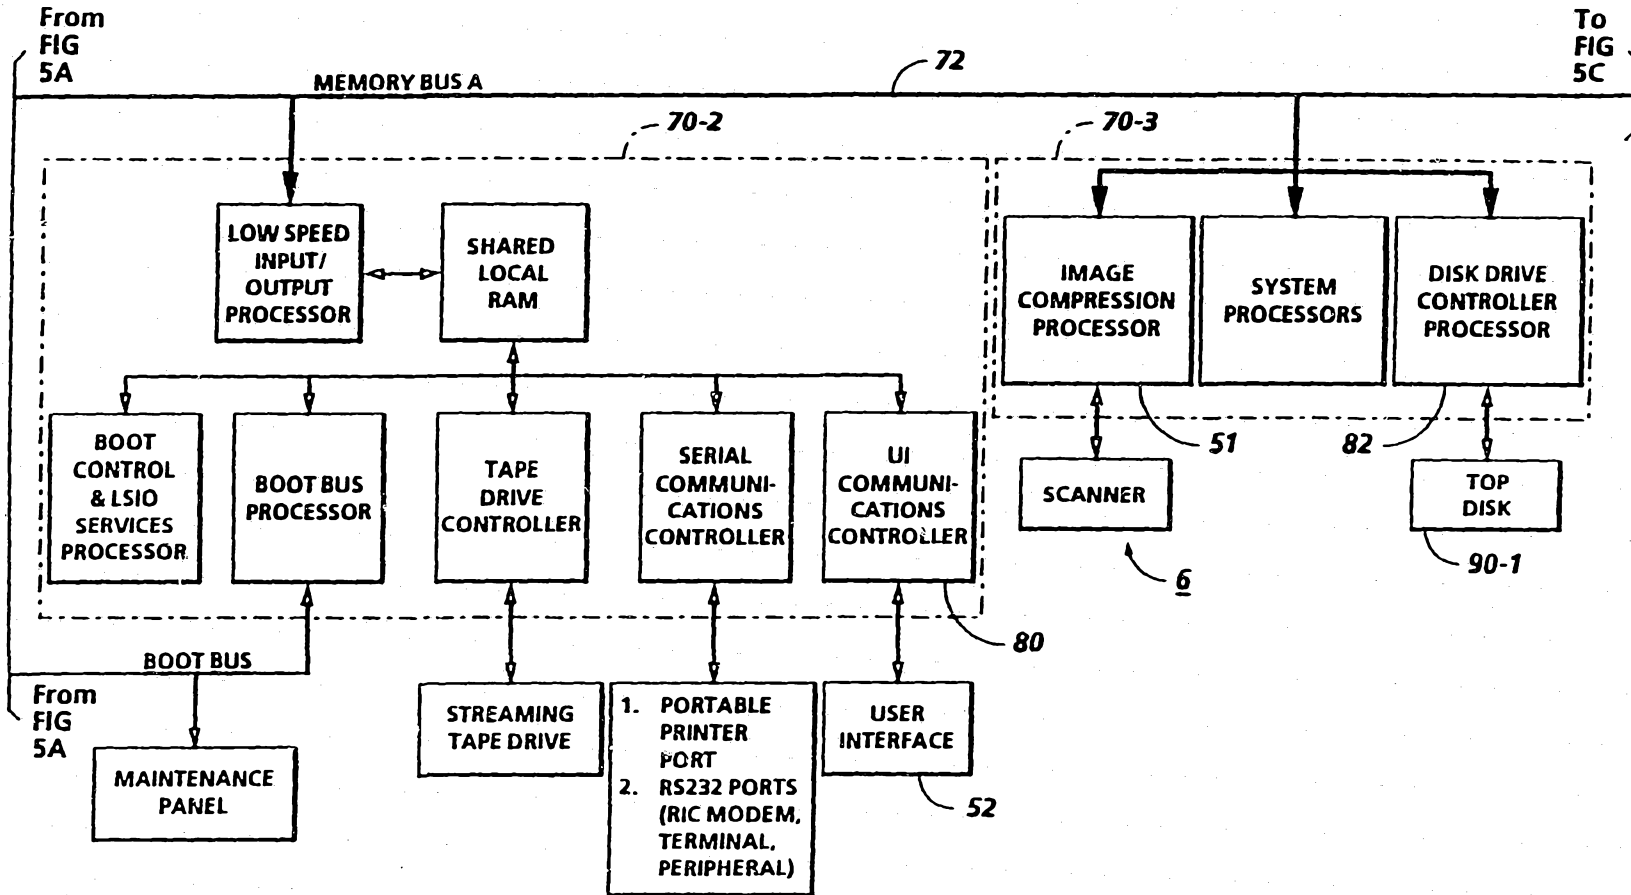 From
FIG
5A
To
FIG
5C
72
MEMORY BUS A
70-2
70-3
LOW SPEED
INPUT/
OUTPUT
PROCESSOR
SHARED
LOCAL
RAM
IMAGE
COMPRESSION
PROCESSOR
SYSTEM
PROCESSORS
DISK DRIVE
CONTROLLER
PROCESSOR
BOOT
CONTROL
& LSIO
SERVICES
PROCESSOR
BOOT BUS
PROCESSOR
TAPE
DRIVE
CONTROLLER
SERIAL
COMMUNI-
CATIONS
CONTROLLER
UI
COMMUNI-
CATIONS
CONTROLLER
51
82
SCANNER
TOP
DISK
6
90-1
80
BOOT BUS
From
FIG
5A
MAINTENANCE
PANEL
STREAMING
TAPE DRIVE
1. PORTABLE
PRINTER
PORT
2. RS232 PORTS
(RIC MODEM,
TERMINAL,
PERIPHERAL)
USER
INTERFACE
52